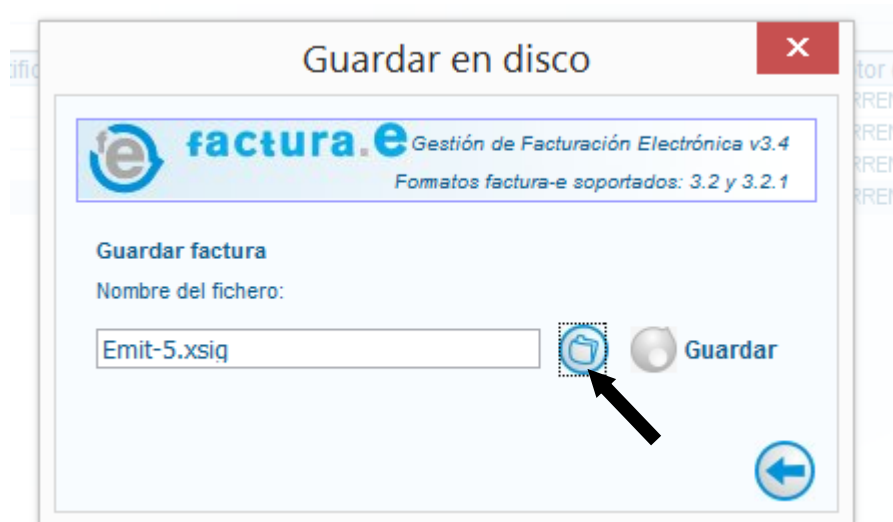 Guardar en disco
factura.e Gestión de Facturación Electrónica v3.4
Formatos factura-e soportados: 3.2 y 3.2.1
Guardar factura
Nombre del fichero:
Emit-5.xsig
Guardar